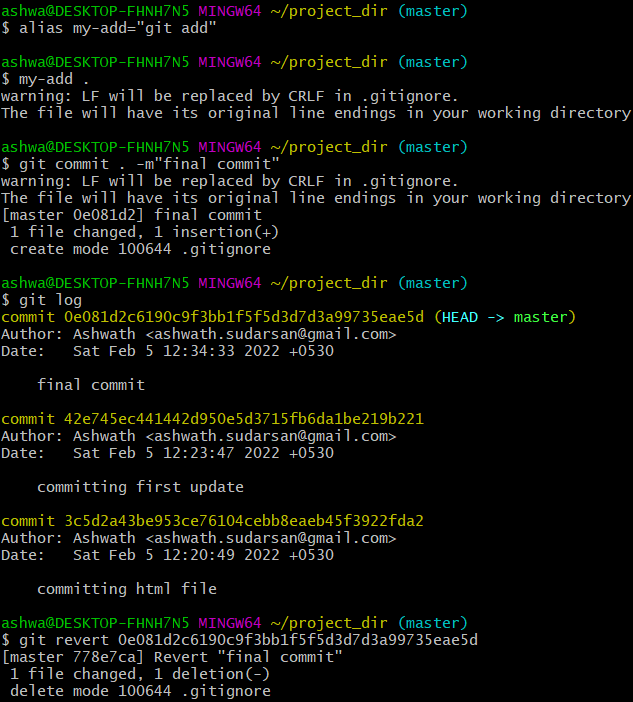 ashwa@DESKTOP-FHNH7N5 MINGW64 ~/project_dir (master)
$ alias my-add="git add"

ashwa@DESKTOP-FHNH7N5 MINGW64 ~/project_dir (master)
$ my-add .
warning: LF will be replaced by CRLF in .gitignore.
The file will have its original line endings in your working directory

ashwa@DESKTOP-FHNH7N5 MINGW64 ~/project_dir (master)
$ git commit . -m"final commit"
warning: LF will be replaced by CRLF in .gitignore.
The file will have its original line endings in your working directory
[master 0e081d2] final commit
 1 file changed, 1 insertion(+)
 create mode 100644 .gitignore

ashwa@DESKTOP-FHNH7N5 MINGW64 ~/project_dir (master)
$ git log
commit 0e081d2c6190c9f3bb1f5f5d3d7d3a99735eae5d (HEAD -> master)
Author: Ashwath <ashwath.sudarsan@gmail.com>
Date:   Sat Feb 5 12:34:33 2022 +0530

    final commit

commit 42e745ec441442d950e5d3715fb6da1be219b221
Author: Ashwath <ashwath.sudarsan@gmail.com>
Date:   Sat Feb 5 12:23:47 2022 +0530

    committing first update

commit 3c5d2a43be953ce76104cebb8eaeb45f3922fda2
Author: Ashwath <ashwath.sudarsan@gmail.com>
Date:   Sat Feb 5 12:20:49 2022 +0530

    committing html file

ashwa@DESKTOP-FHNH7N5 MINGW64 ~/project_dir (master)
$ git revert 0e081d2c6190c9f3bb1f5f5d3d7d3a99735eae5d
[master 778e7ca] Revert "final commit"
 1 file changed, 1 deletion(-)
 delete mode 100644 .gitignore